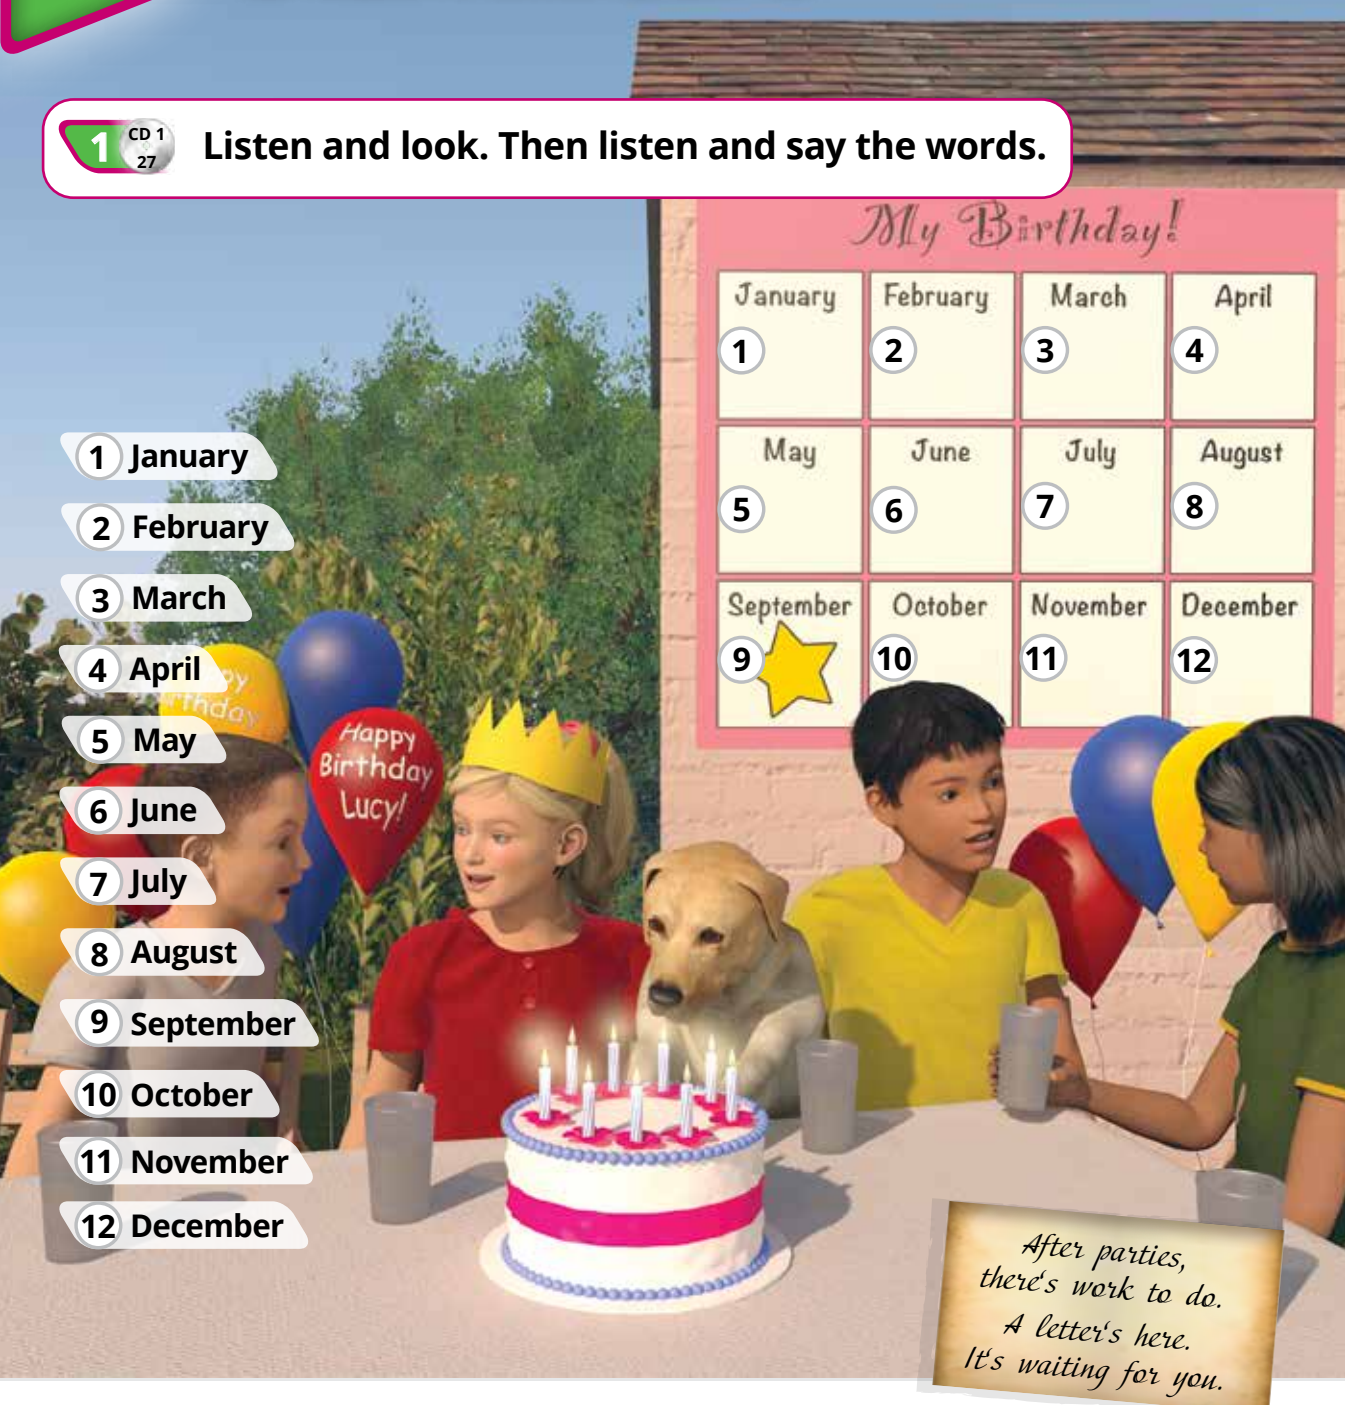 1 CD 1
27
Listen and look. Then listen and say the words.
My Birthday!
January February March April
1 2 3 4
May June July August
5 6 7 8
September October November December
9 10 11 12
1 January
2 February
3 March
4 April
5 May
6 June
7 July
8 August
9 September
10 October
11 November
12 December
Happy
Birthday
Lucy!
After parties,
there's work to do.
A letter's here.
It's waiting for you.